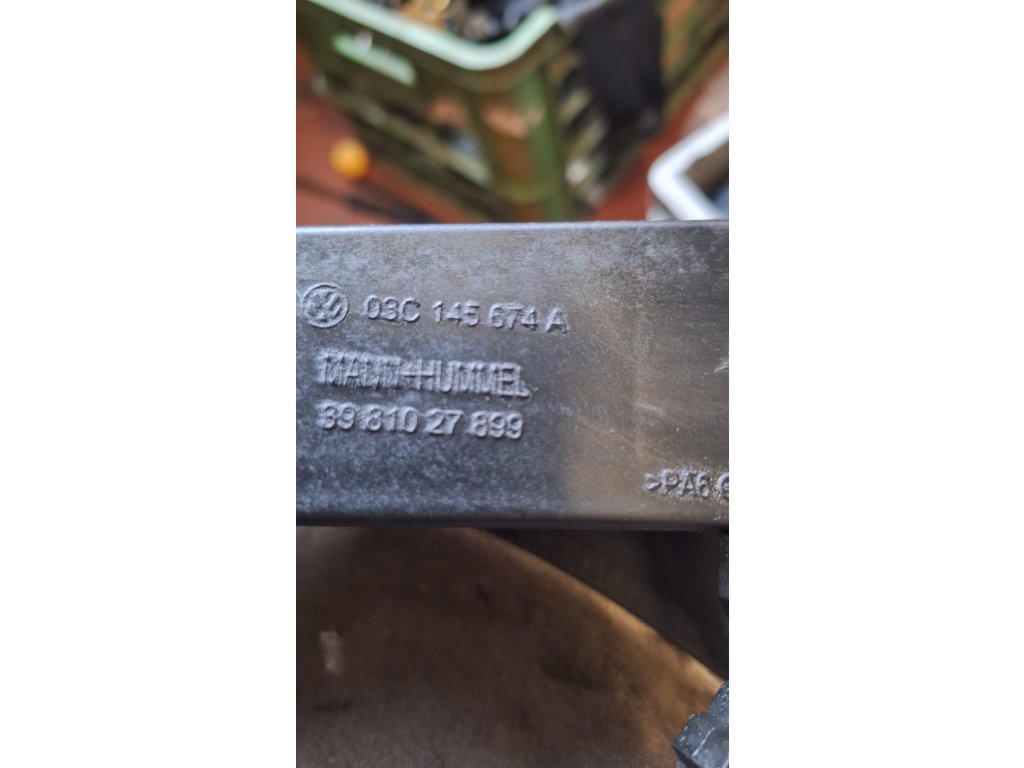 03C 145 674 A
MANN+HUMMEL
39 810 27 899
>PA6 G